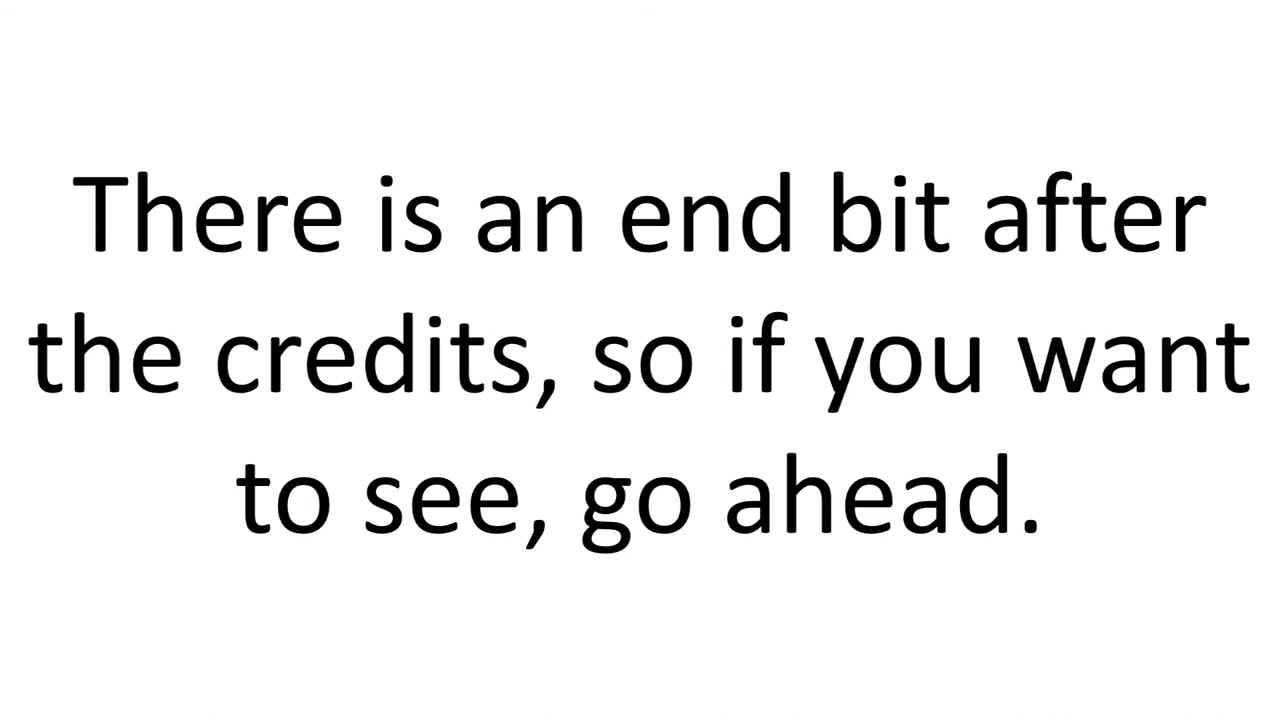 There is an end bit after
the credits, so if you want
to see, go ahead.